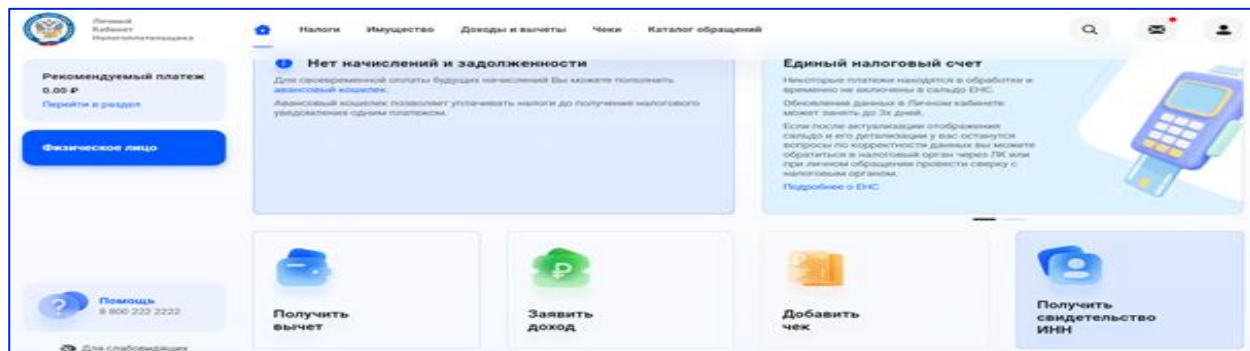 Личный
Кабинет
Налогоплательщика
Налоги
Имущество
Доходы и вычеты
Чеки
Каталог обращений
Рекомендуемый платеж
0.00 ₽
Перейти в раздел
Физическое лицо
Помощь
8 800 222 2222
Для слабовидящих
Нет начислений и задолженности
Для своевременной оплаты будущих начислений Вы можете пополнить
авансовый кошелек.
Авансовый кошелек позволяет уплачивать налоги до получения налогового
уведомления одним платежом.
Единый налоговый счет
Некоторые платежи находятся в обработке и
временно не включены в сальдо ЕНС.
Обновление данных в Личном кабинете
может занять до 3х дней.
Если после актуализации отображения
сальдо и его детализации у вас останутся
вопросы по корректности данных вы можете
обратиться в налоговый орган через ЛК или
при личном обращении провести сверку с
налоговым органом.
Подробнее о ЕНС
Получить
вычет
Заявить
доход
Добавить
чек
Получить
свидетельство
ИНН